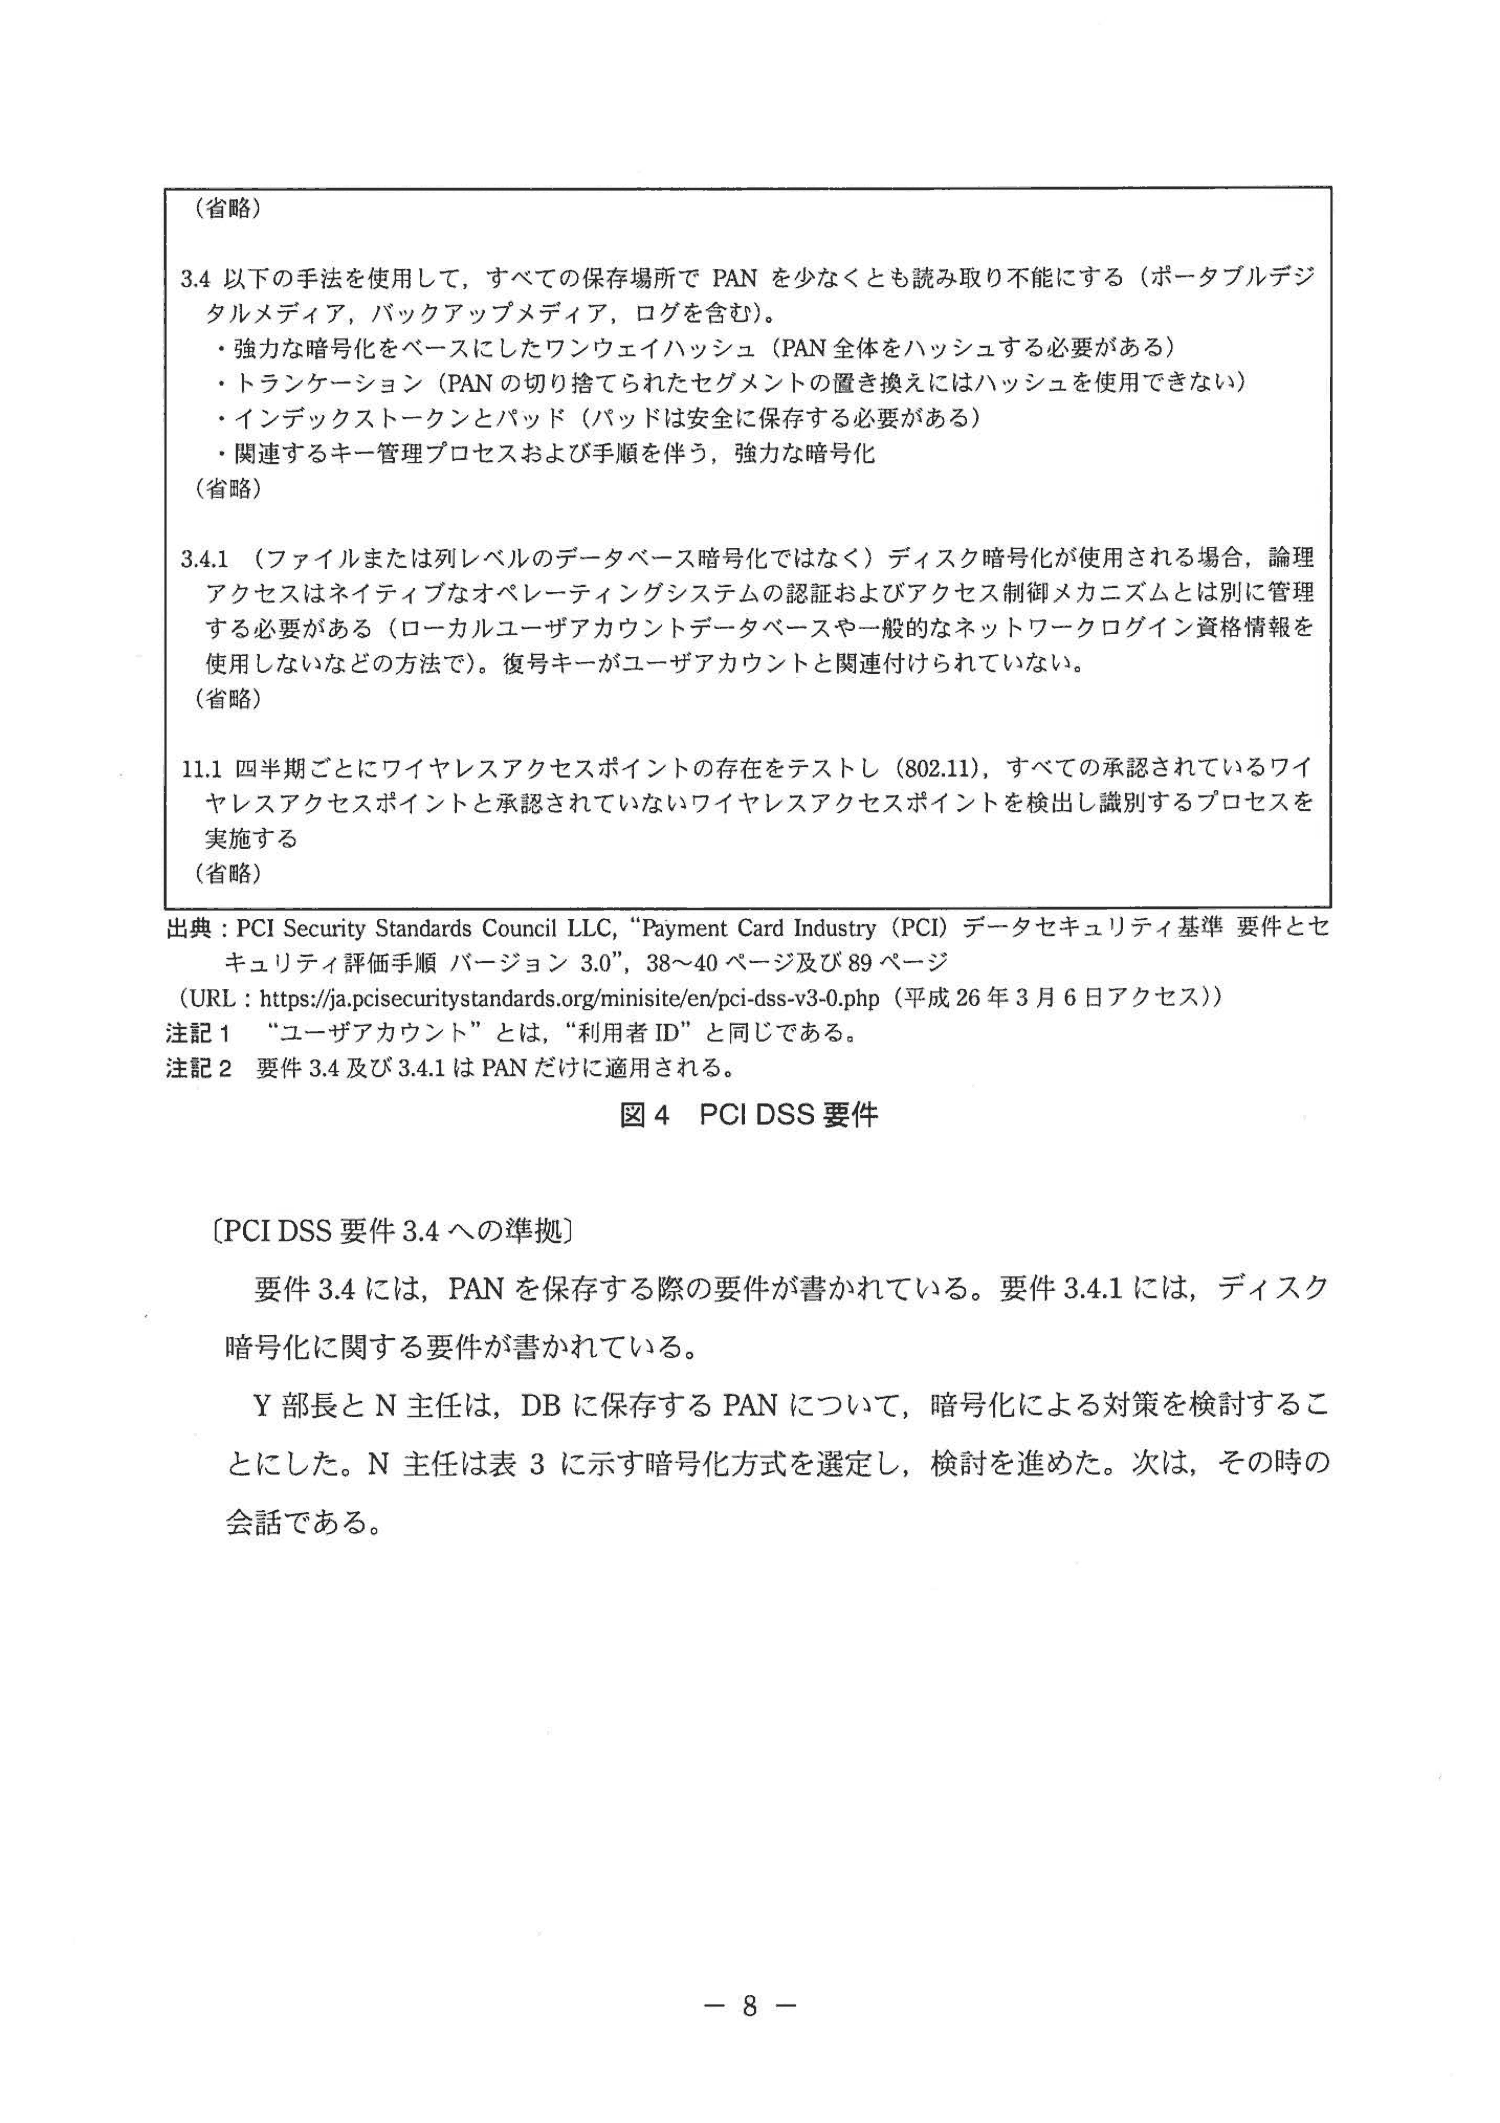 （省略）
3.4 以下の手法を使用して，すべての保存場所で PAN を少なくとも読み取り不能にする（ポータブルデジ
タルメディア，バックアップメディア，ログを含む）。
・強力な暗号化をベースにしたワンウェイハッシュ（PAN 全体をハッシュする必要がある）
・トランケーション（PAN の切り捨てられたセグメントの置き換えにはハッシュを使用できない）
・インデックストークンとパッド（パッドは安全に保存する必要がある）
・関連するキー管理プロセスおよび手順を伴う，強力な暗号化
（省略）
3.4.1 （ファイルまたは列レベルのデータベース暗号化ではなく）ディスク暗号化が使用される場合，論理
アクセスはネイティブなオペレーティングシステムの認証およびアクセス制御メカニズムとは別に管理
する必要がある（ローカルユーザアカウントデータベースや一般的なネットワークログイン資格情報を
使用しないなどの方法で）。復号キーがユーザアカウントと関連付けられていない。
（省略）
11.1 四半期ごとにワイヤレスアクセスポイントの存在をテストし（802.11），すべての承認されているワイ
ヤレスアクセスポイントと承認されていないワイヤレスアクセスポイントを検出し識別するプロセスを
実施する
（省略）
出典：PCI Security Standards Council LLC, “Payment Card Industry（PCI）データセキュリティ基準 要件とセ
キュリティ評価手順 バージョン 3.0”，38～40 ページ及び 89 ページ
（URL：https://ja.pcisecuritystandards.org/minisite/en/pci-dss-v3-0.php（平成 26 年 3 月 6 日アクセス））
注記 1 “ユーザアカウント”とは，“利用者 ID”と同じである。
注記 2 要件 3.4 及び 3.4.1 は PAN だけに適用される。
図 4 PCI DSS 要件
〔PCI DSS 要件 3.4 への準拠〕
要件 3.4 には，PAN を保存する際の要件が書かれている。要件 3.4.1 には，ディスク
暗号化に関する要件が書かれている。
Y 部長と N 主任は，DB に保存する PAN について，暗号化による対策を検討するこ
とにした。N 主任は表 3 に示す暗号化方式を選定し，検討を進めた。次は，その時の
会話である。
－ 8 －